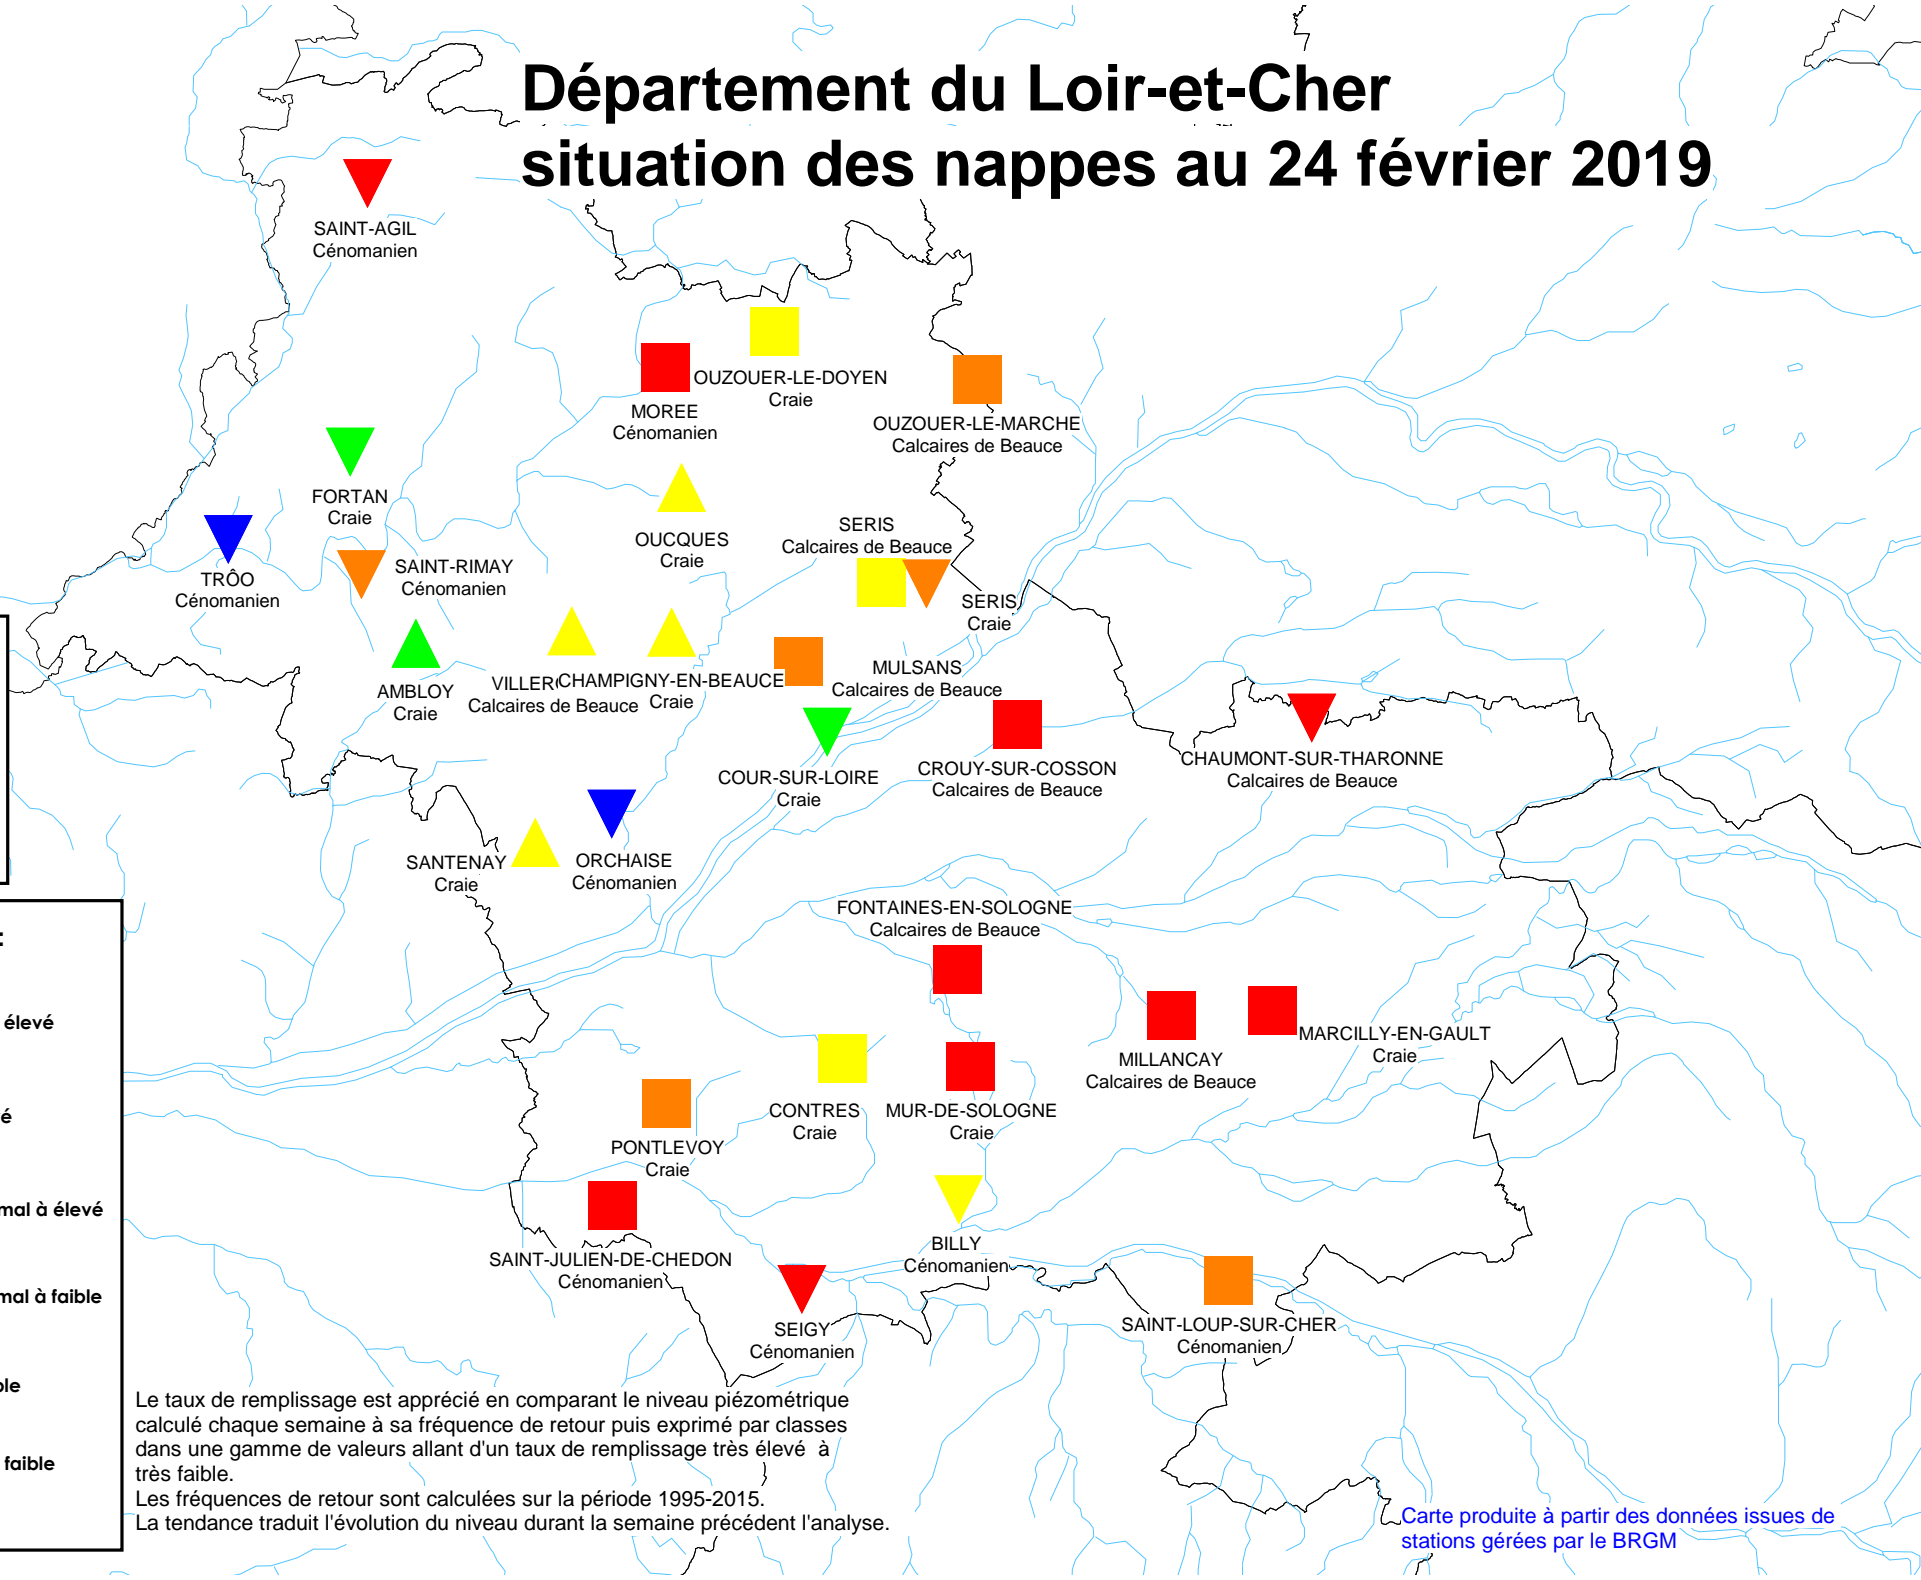 Département du Loir-et-Cher
situation des nappes au 24 février 2019
SAINT-AGIL
Cénomanien
OUZOUER-LE-DOYEN
Craie
MOREE
Cénomanien
OUZOUER-LE-MARCHE
Calcaires de Beauce
FORTAN
Craie
OUCQUES
Craie
SERIS
Calcaires de Beauce
TRÔO
Cénomanien
SAINT-RIMAY
Cénomanien
SERIS
Craie
AMBLOY
Craie
Calcaires de Beauce
CHAMPIGNY-EN-BEAUCE
Craie
MULSANS
Calcaires de Beauce
COUR-SUR-LOIRE
Craie
CROUY-SUR-COSSON
Calcaires de Beauce
CHAUMONT-SUR-THARONNE
Calcaires de Beauce
SANTENAY
Craie
ORCHAISE
Cénomanien
FONTAINES-EN-SOLOGNE
Calcaires de Beauce
MILLANCAY
Calcaires de Beauce
MARCILLY-EN-GAULT
Craie
CONTRES
Craie
MUR-DE-SOLOGNE
Craie
PONTLEVOY
Craie
SAINT-JULIEN-DE-CHEDON
Cénomanien
BILLY
Cénomanien
SEIGY
Cénomanien
SAINT-LOUP-SUR-CHER
Cénomanien
:
élevé
mal à élevé
mal à faible
faible
Le taux de remplissage est apprécié en comparant le niveau piézométrique
calculé chaque semaine à sa fréquence de retour puis exprimé par classes
dans une gamme de valeurs allant d'un taux de remplissage très élevé à
très faible.
Les fréquences de retour sont calculées sur la période 1995-2015.
La tendance traduit l'évolution du niveau durant la semaine précédent l'analyse.
Carte produite à partir des données issues de
stations gérées par le BRGM